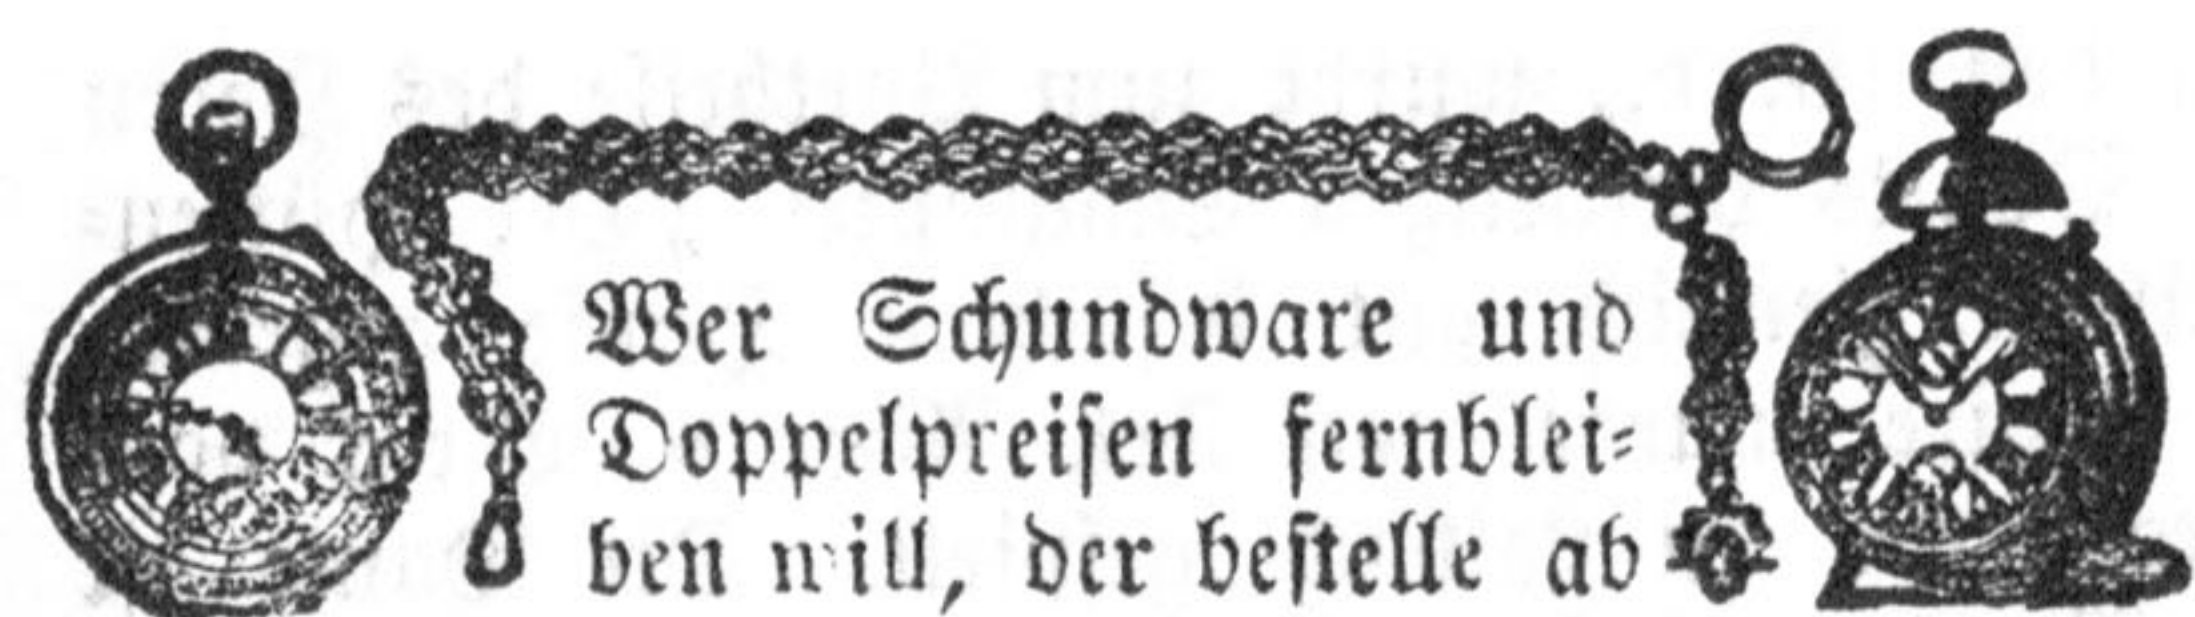 Wer Schundware und
Doppelpreiſen fernblei⸗
ben will, der beſtelle ab